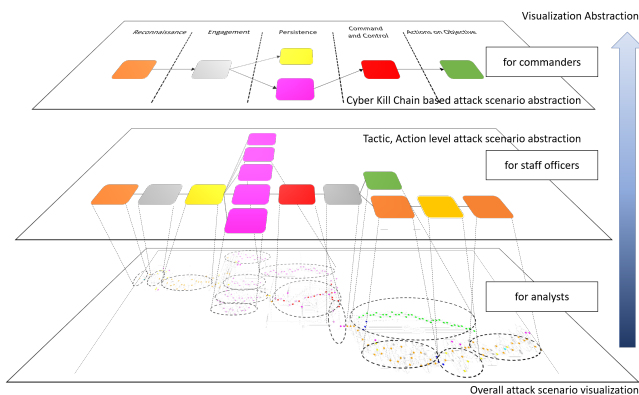 Visualization Abstraction
Reconnaissance
Engagement
Persistence
Command
and Control
Actions on Objective
for commanders
Cyber Kill Chain based attack scenario abstraction
Tactic, Action level attack scenario abstraction
for staff officers
for analysts
Overall attack scenario visualization